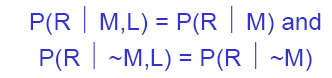 P(R | M,L) = P(R | M) and
P(R | ~M,L) = P(R | ~M)